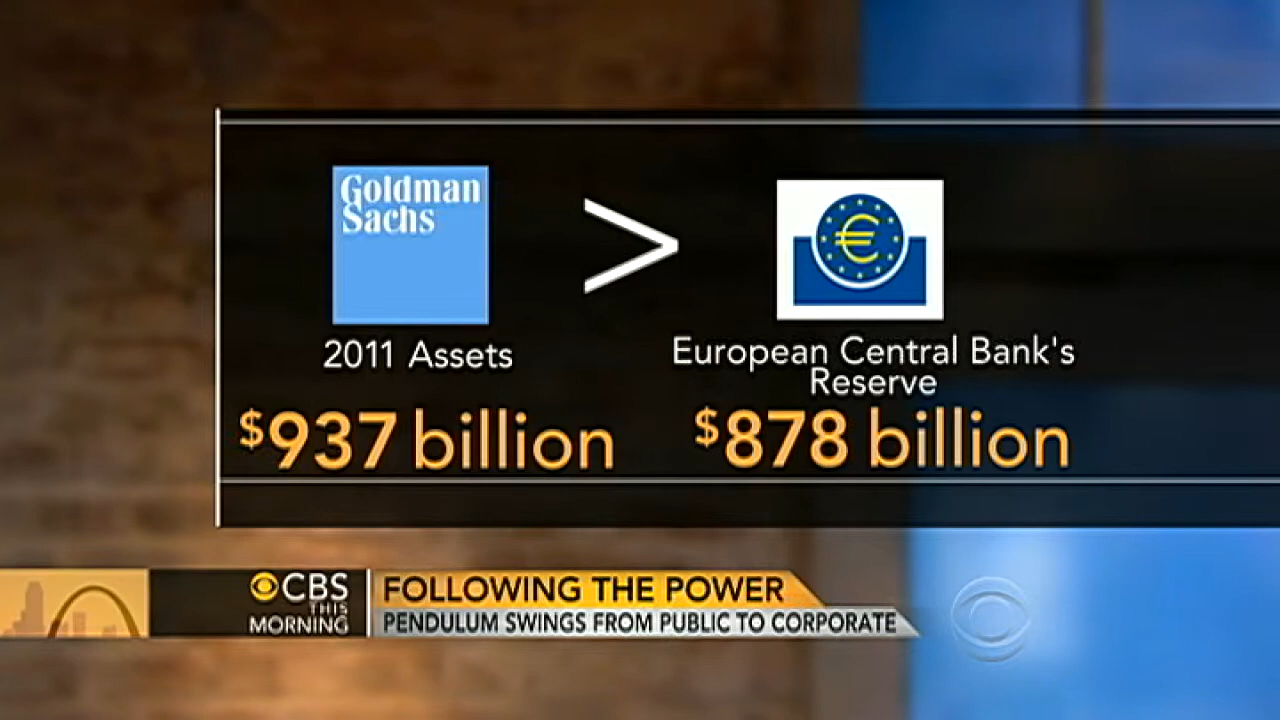 Goldman
Sachs
>
€
2011 Assets
European Central Bank's
Reserve
$937 billion
$878 billion
CBS
THIS
MORNING
FOLLOWING THE POWER
PENDULUM SWINGS FROM PUBLIC TO CORPORATE